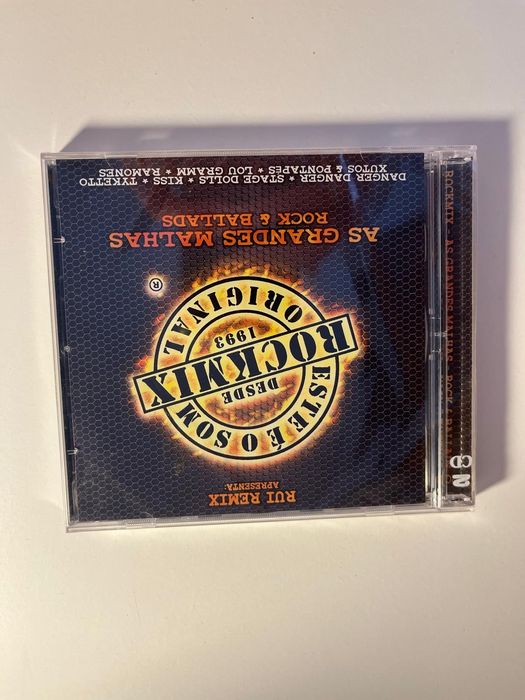 RUI REMIX
APRESENTA:
ESTE É O SOM
DESDE
ROCKMIX
1993
ORIGINAL
®
AS GRANDES MALHAS
ROCK & BALLADS
DANGER DANGER * STAGE DOLLS * KISS * TYKETTO
XUTOS & PONTAPÉS * LOU GRAMM * RAMONES
ROCKMIX AS GRANDES MALHAS ROCK &
2